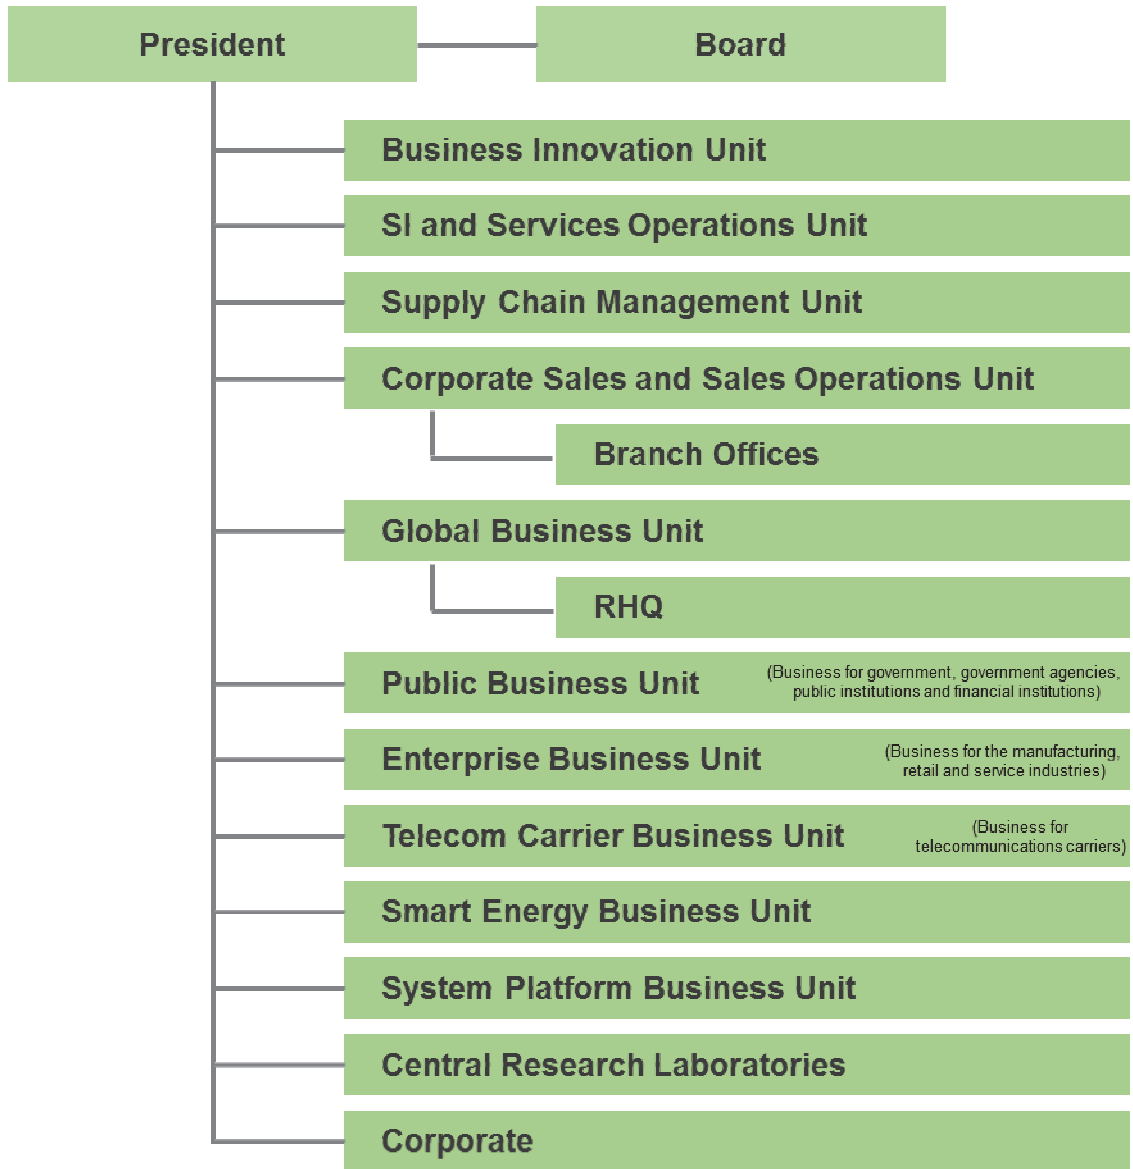 President
Board
Business Innovation Unit
SI and Services Operations Unit
Supply Chain Management Unit
Corporate Sales and Sales Operations Unit
Branch Offices
Global Business Unit
RHQ
Public Business Unit
(Business for government, government agencies,
public institutions and financial institutions)
Enterprise Business Unit
(Business for the manufacturing,
retail and service industries)
Telecom Carrier Business Unit
(Business for
telecommunications carriers)
Smart Energy Business Unit
System Platform Business Unit
Central Research Laboratories
Corporate